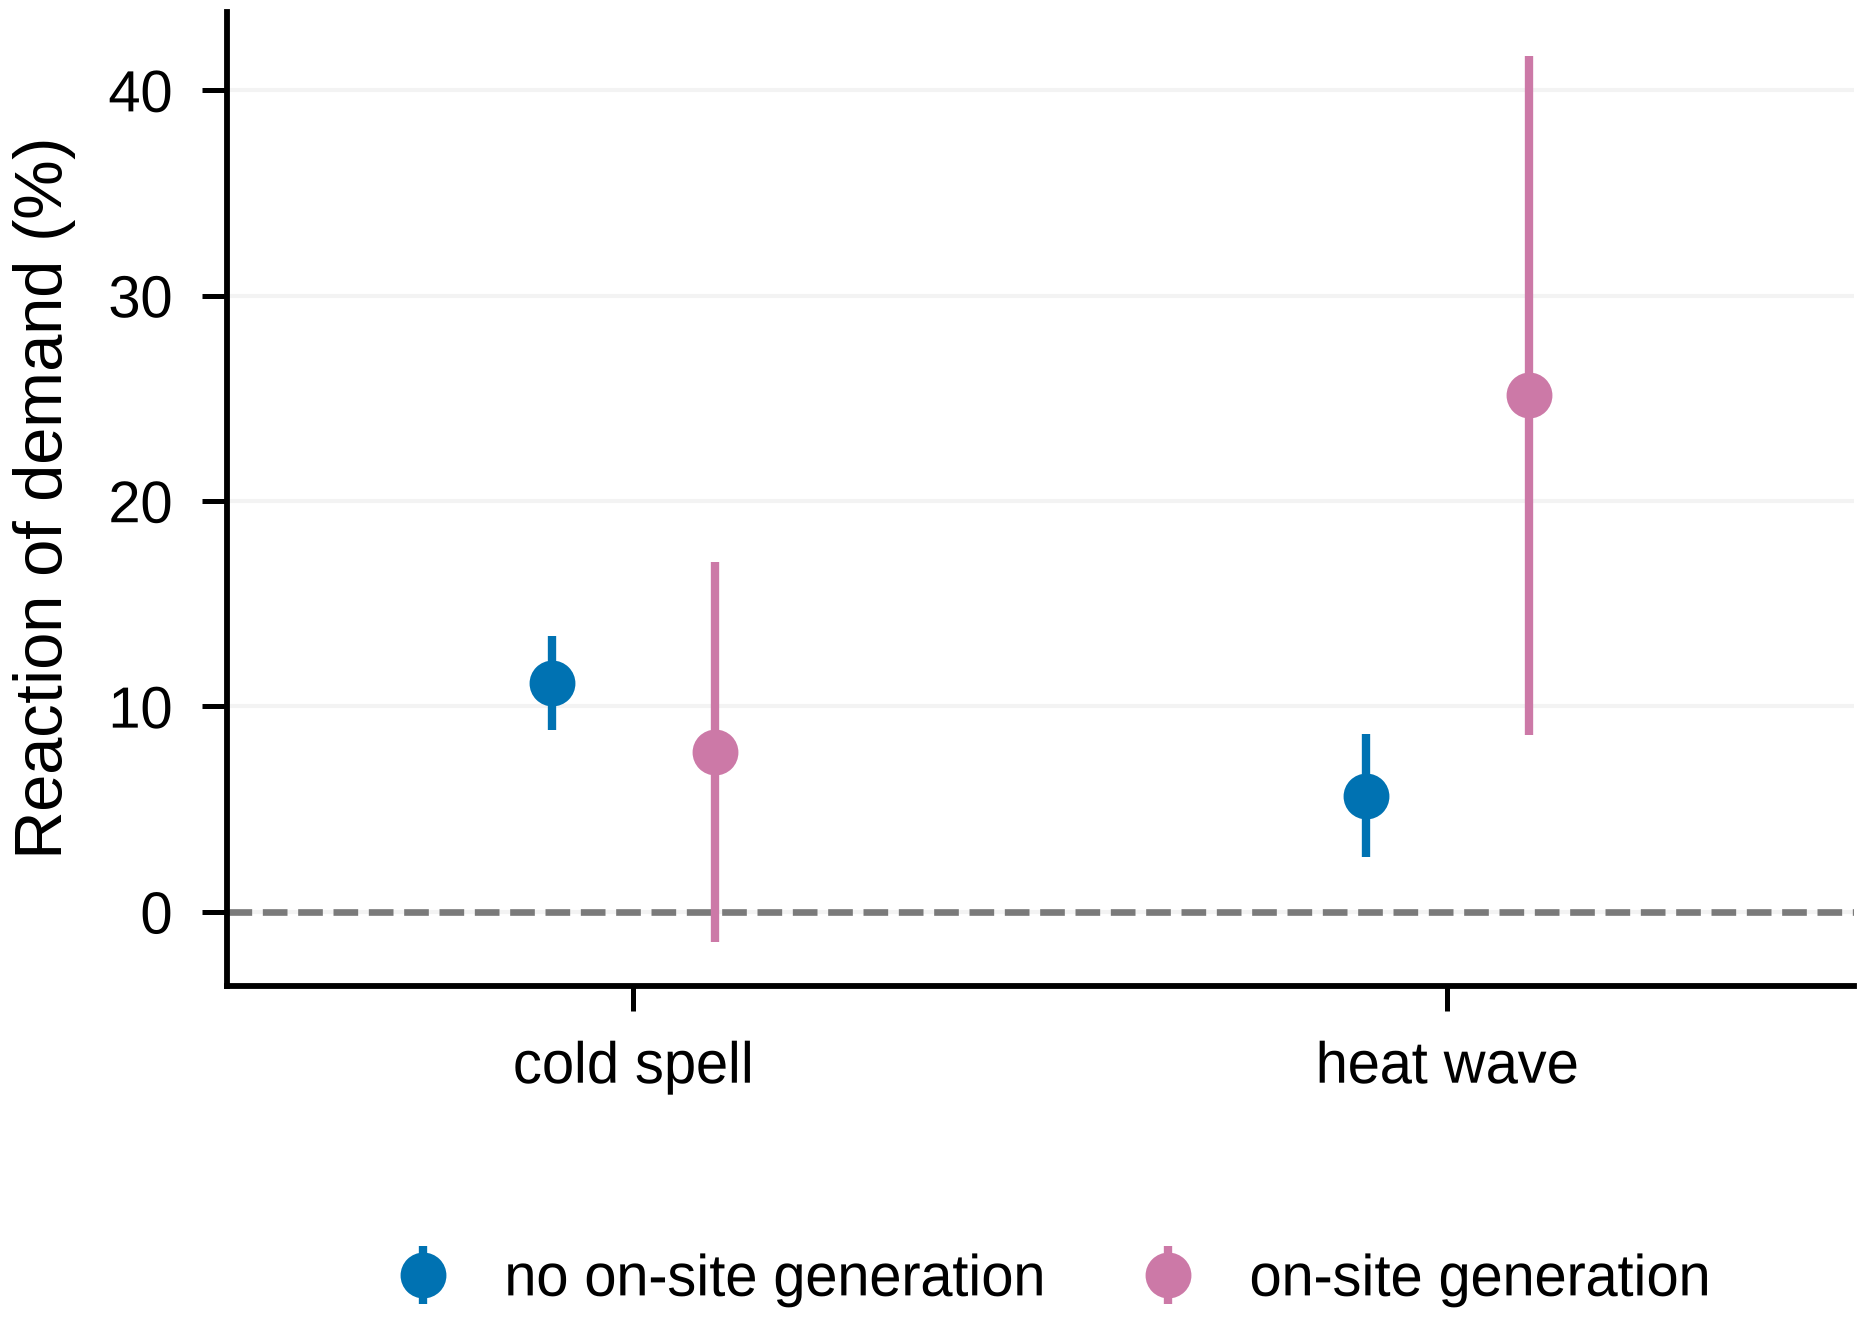 Reaction of demand (%)
40
30
20
10
0
cold spell
heat wave
no on-site generation
on-site generation